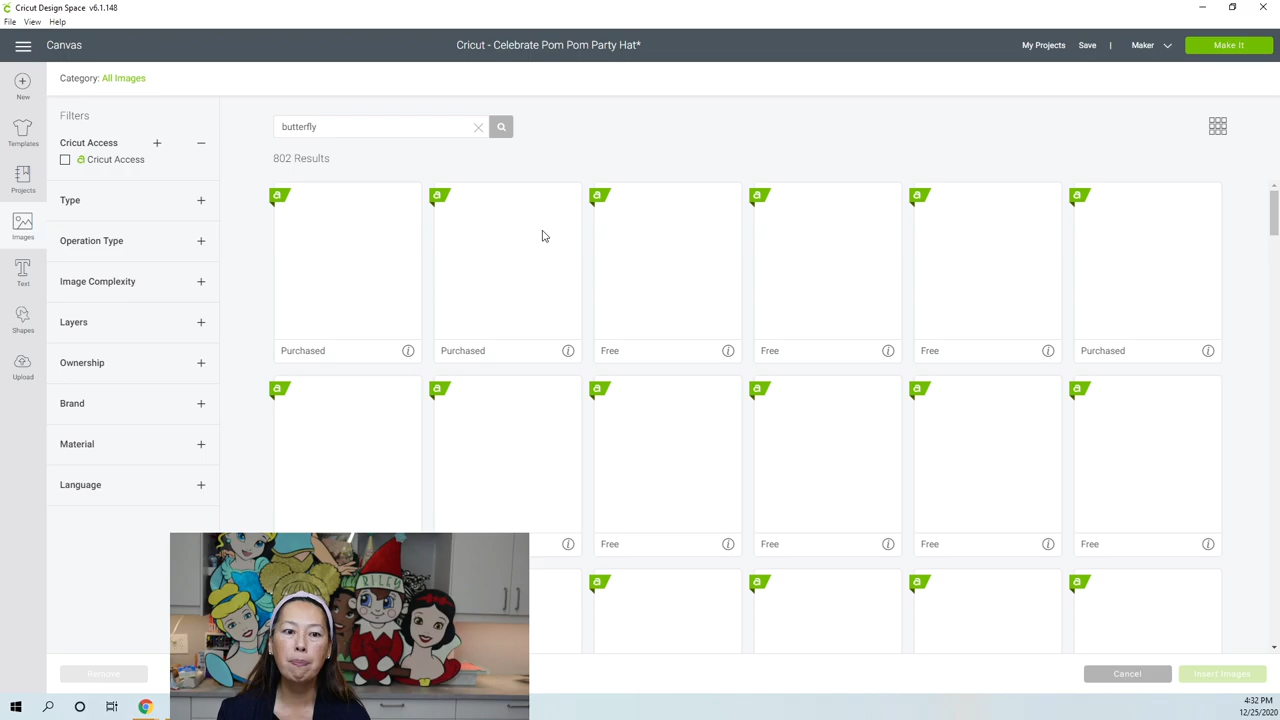 Cricut Design Space v6.1.148
File View Help
Canvas
Cricut - Celebrate Pom Pom Party Hat*
My Projects Save | Maker Make It
New
Templates
Projects
Images
Text
Shapes
Upload
Category: All Images
Filters
Cricut Access
Cricut Access
Type
Operation Type
Image Complexity
Layers
Ownership
Brand
Material
Language
butterfly
802 Results
Purchased Purchased Free Free Free Purchased
Free Free Free Free
RILEY
Remove
Cancel Insert Images
4:32 PM
12/25/2020